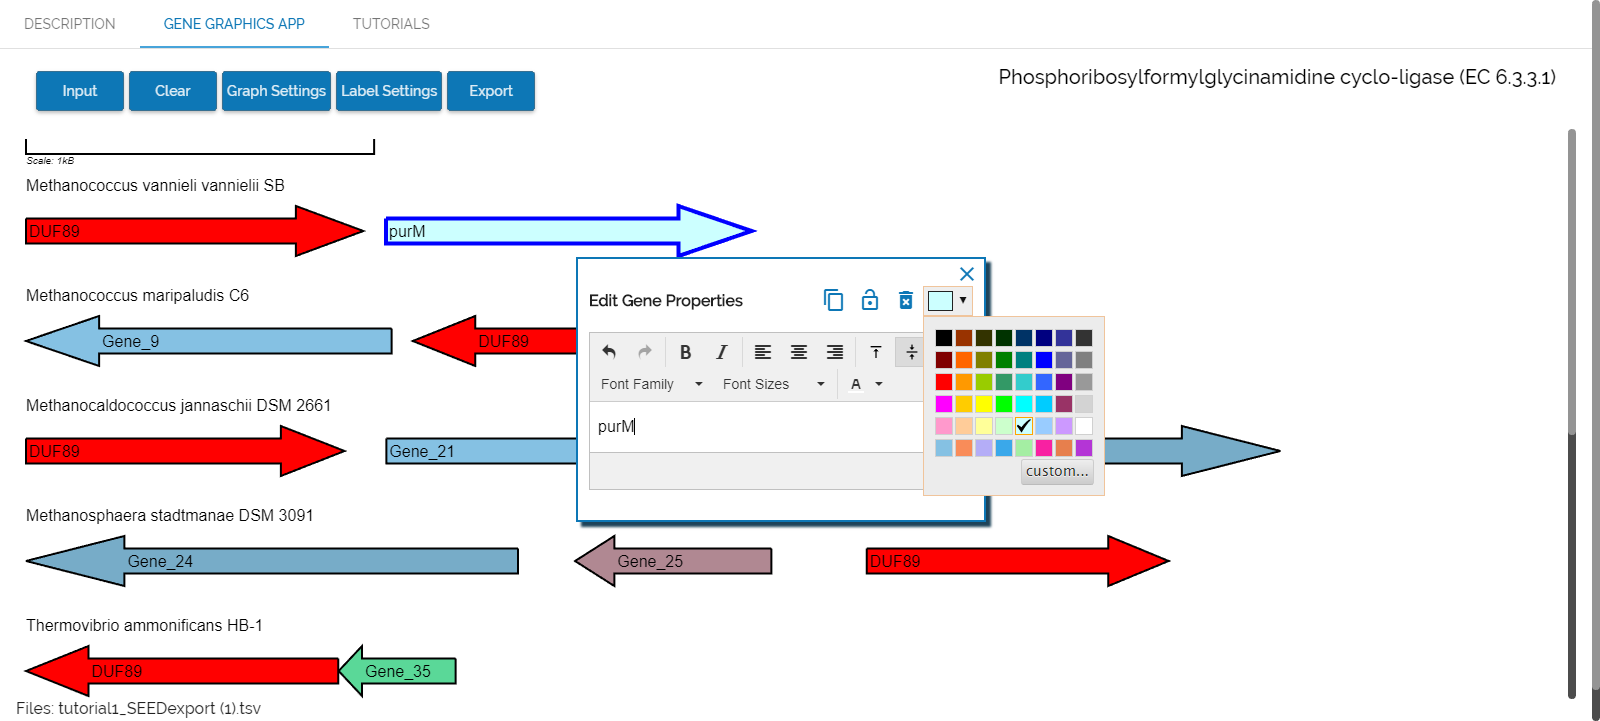 DESCRIPTION GENE GRAPHICS APP TUTORIALS
Input Clear Graph Settings Label Settings Export
Phosphoribosylformylglycinamidine cyclo-ligase (EC 6.3.3.1)
Scale: 1kB
Methanococcus vannieli vannielii SB
DUF89 purM
Methanococcus maripaludis C6
Gene_9 DUF89
Methanocaldococcus jannaschii DSM 2661
DUF89 Gene_21
Methanosphaera stadtmanae DSM 3091
Gene_24 Gene_25 DUF89
Thermovibrio ammonificans HB-1
DUF89 Gene_35
Files: tutorial1_SEEDexport (1).tsv
Edit Gene Properties
B I
Font Family Font Sizes A
purM
custom...